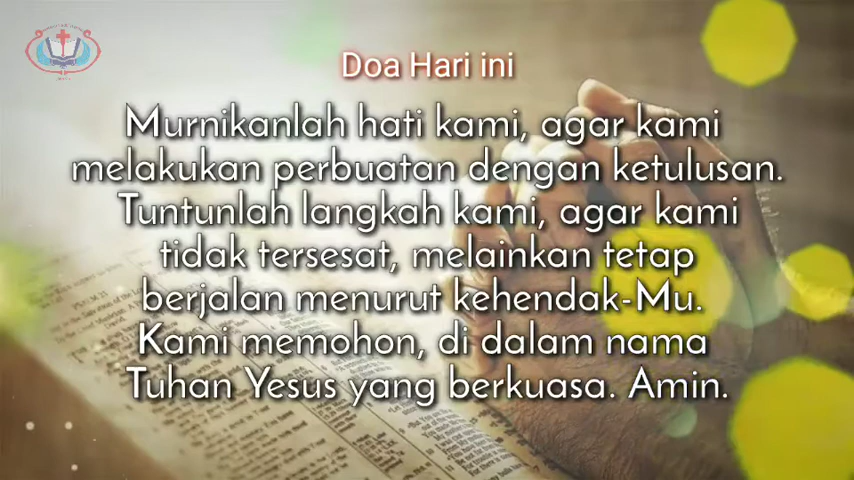 Doa Hari ini
Murnikanlah hati kami, agar kami
melakukan perbuatan dengan ketulusan.
Tuntunlah langkah kami, agar kami
tidak tersesat, melainkan tetap
berjalan menurut kehendak-Mu.
Kami memohon, di dalam nama
Tuhan Yesus yang berkuasa. Amin.